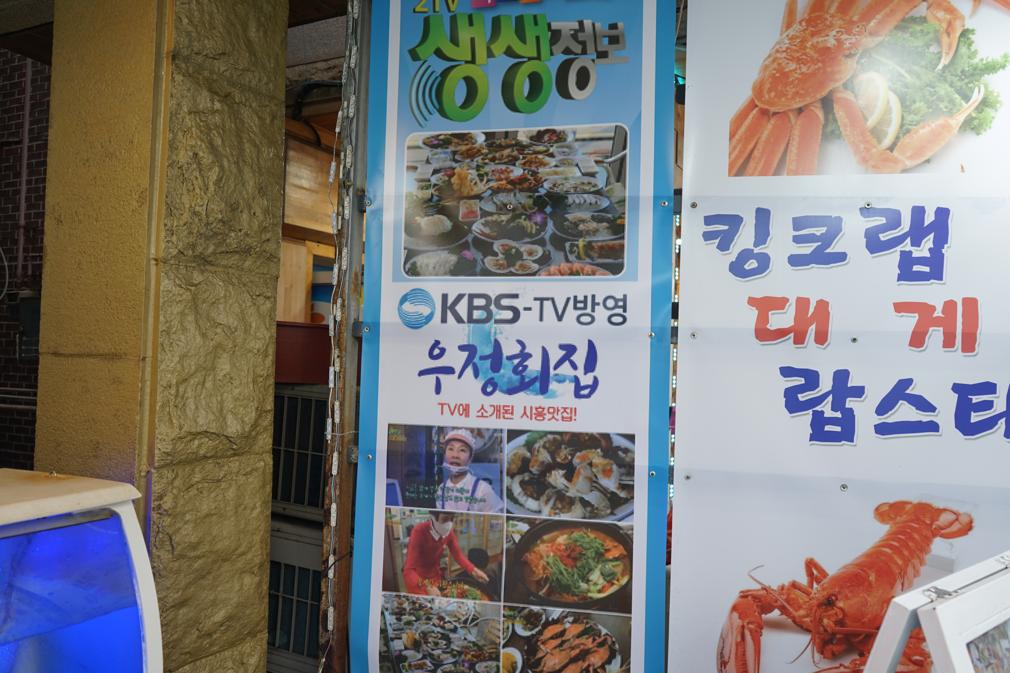 2TV
생생정보
KBS-TV방영
우정회집
TV에 소개된 시흥맛집!
킹크랩
대 게
랍스타